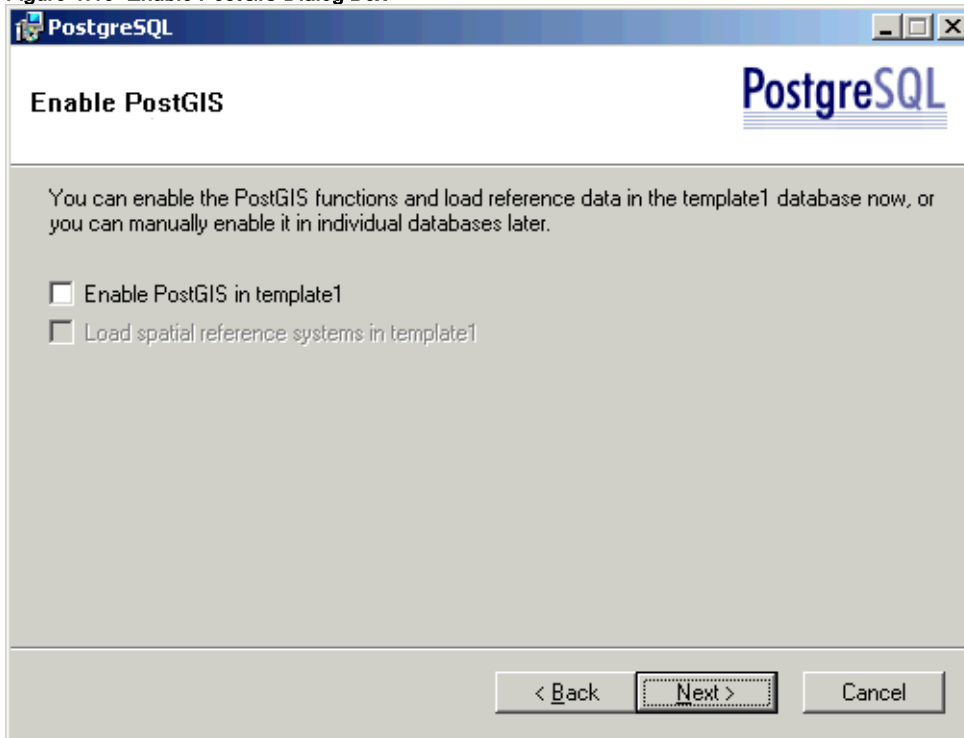 PostgreSQL
Enable PostGIS
PostgreSQL
You can enable the PostGIS functions and load reference data in the template1 database now, or
you can manually enable it in individual databases later.
Enable PostGIS in template1
Load spatial reference systems in template1
< Back
Next >
Cancel